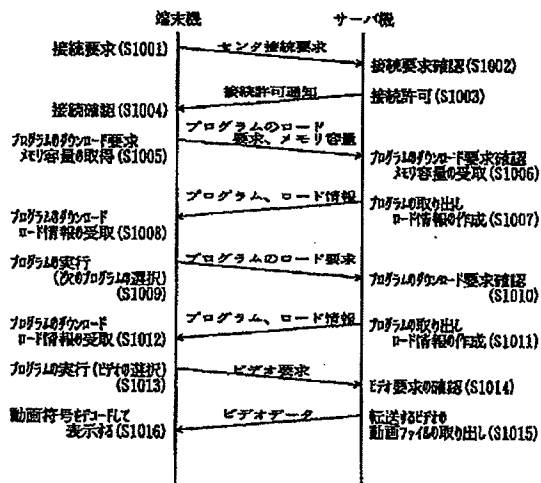 端末機
サーバ機
接続要求(S1001)
センタ接続要求
接続要求確認(S1002)
接続許可通知
接続許可(S1003)
接続確認(S1004)
プログラムのロード
要求、メモリ容量
プログラムのダウンロード要求
メモリ容量の取得(S1005)
プログラムのダウンロード要求確認
メモリ容量の受取(S1006)
プログラム、ロード情報
プログラムの取り出し
ロード情報の作成(S1007)
プログラムのダウンロード
ロード情報の受取(S1008)
プログラムの実行
(次のプログラムの選択)
(S1009)
プログラムのロード要求
プログラムのダウンロード要求確認
(S1010)
プログラム、ロード情報
プログラムの取り出し
ロード情報の作成(S1011)
プログラムのダウンロード
ロード情報の受取(S1012)
プログラムの実行(ビデオの選択)
(S1013)
ビデオ要求
ビデオ要求の確認(S1014)
ビデオデータ
転送するビデオの
動画ファイルの取り出し(S1015)
動画符号をデコードして
表示する(S1016)